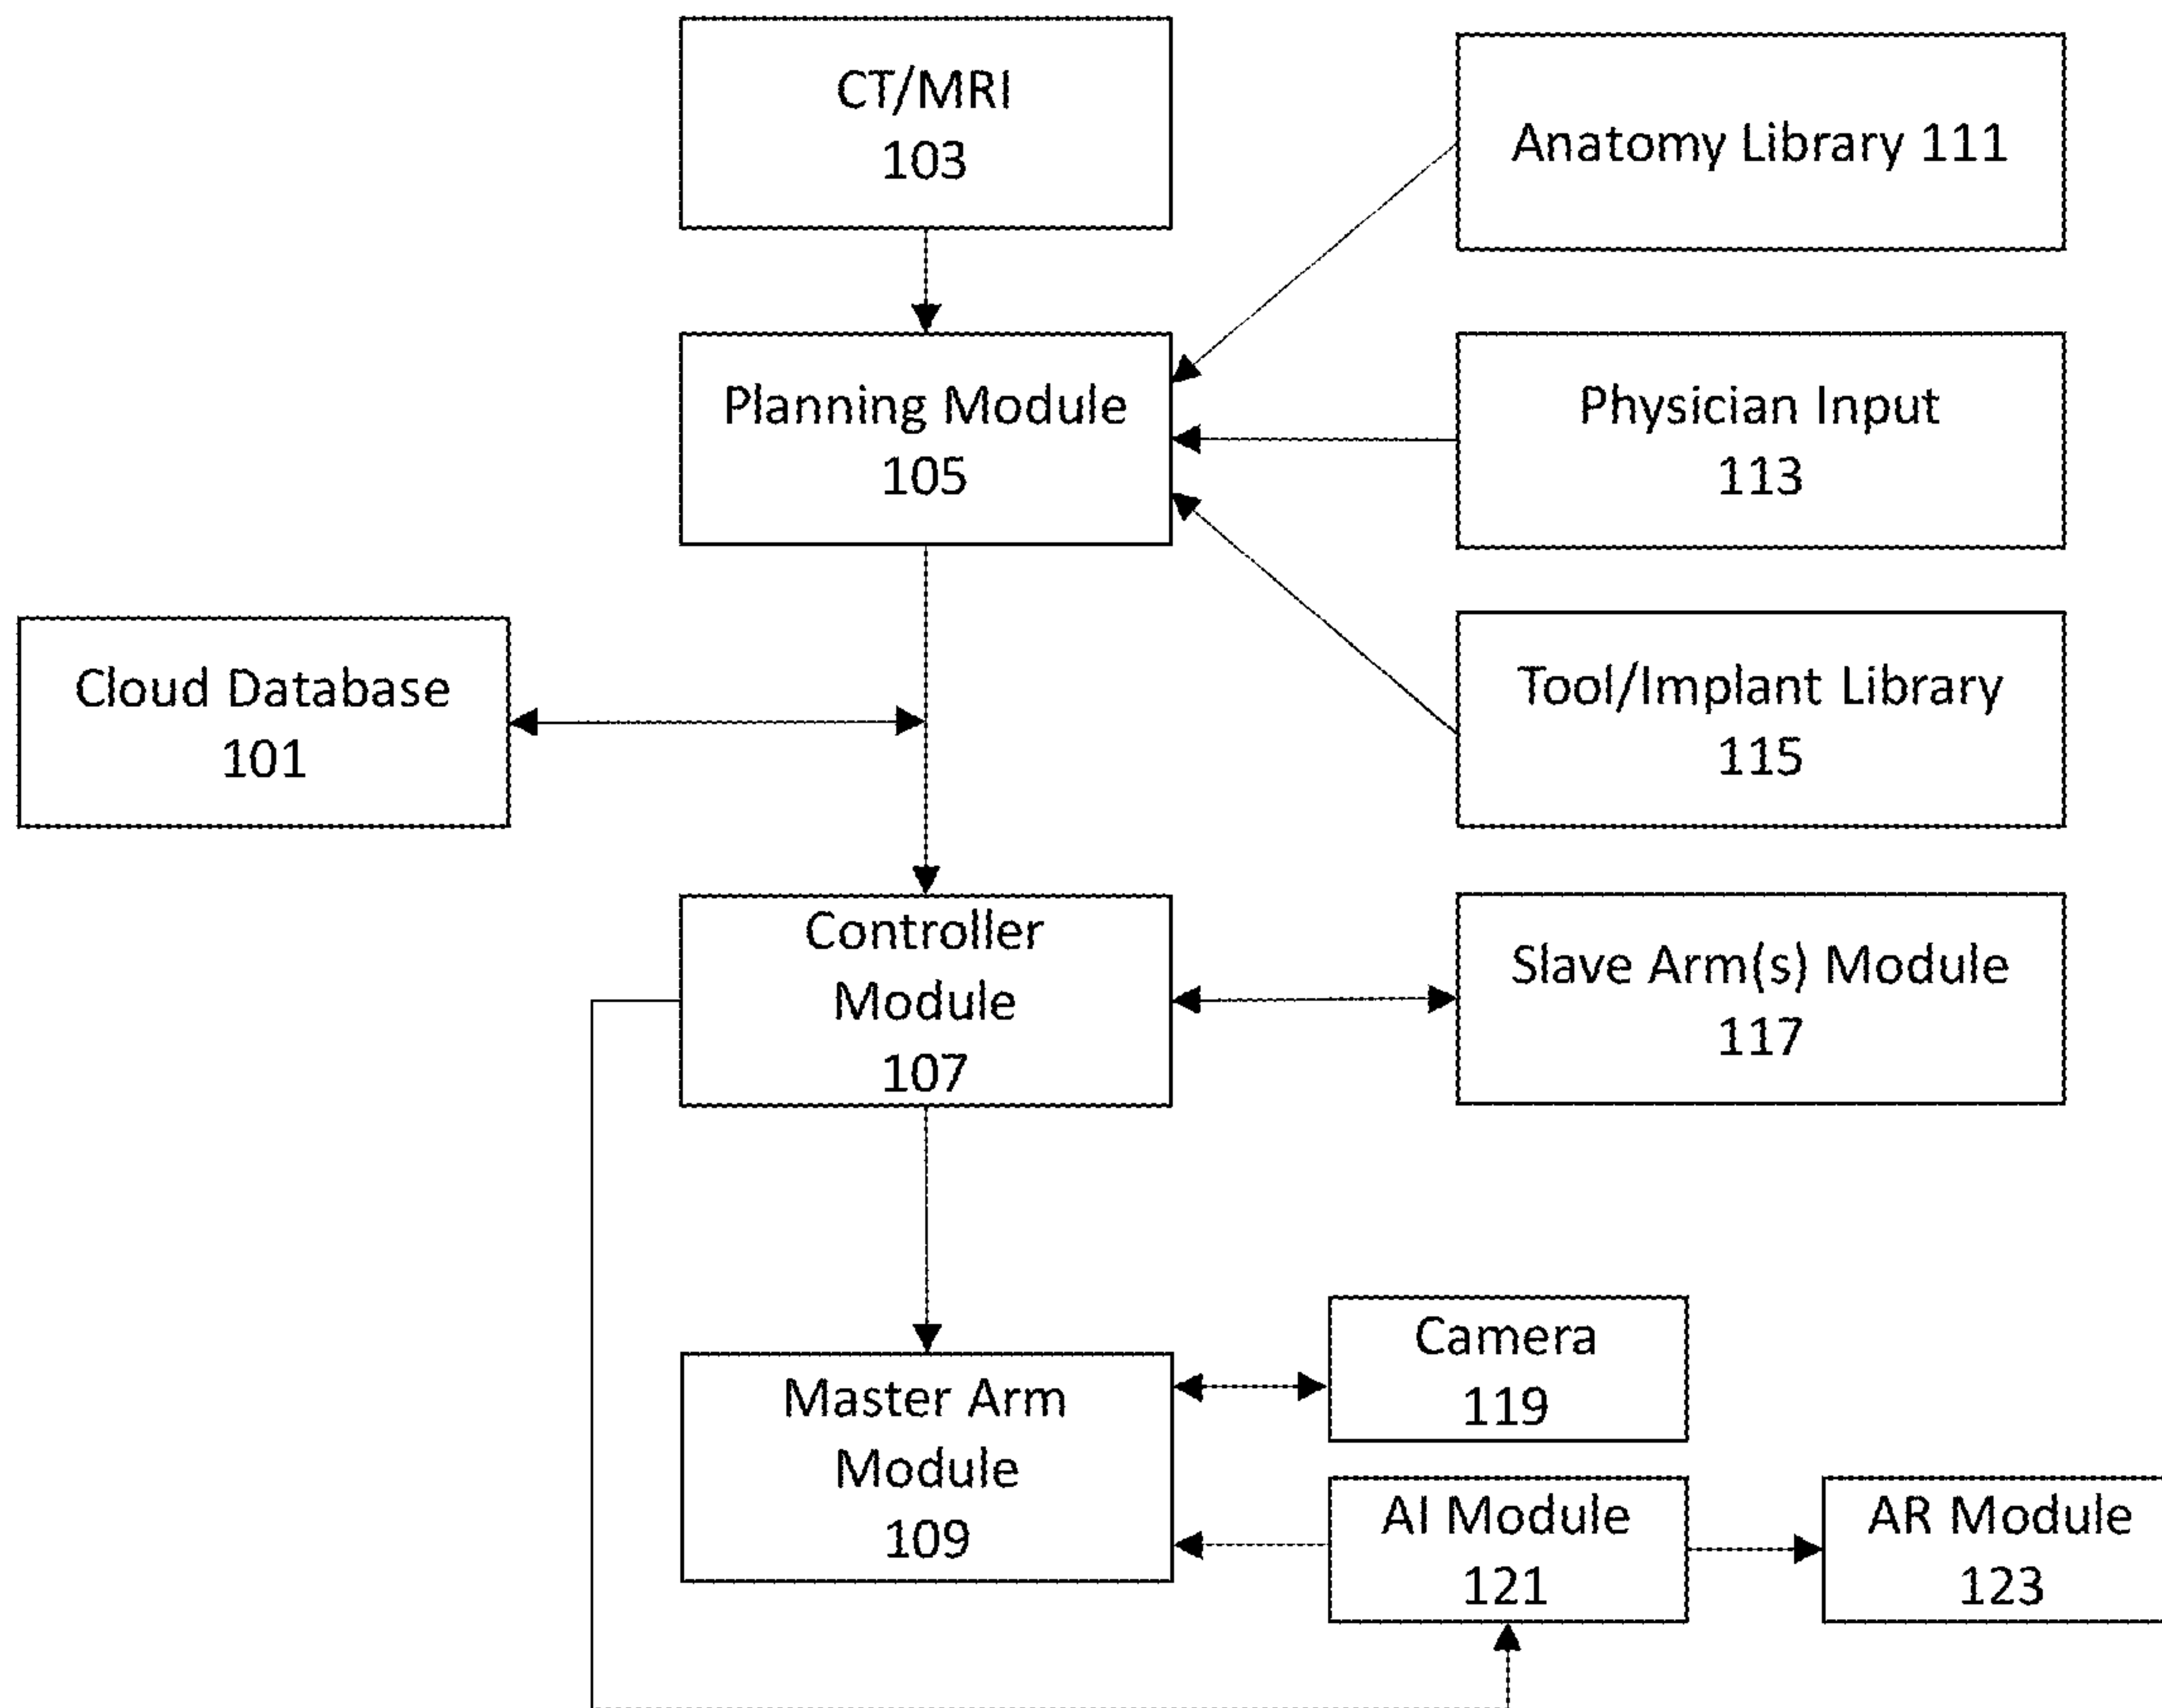 CT/MRI
103
Anatomy Library 111
Planning Module
105
Physician Input
113
Cloud Database
101
Tool/Implant Library
115
Controller
Module
107
Slave Arm(s) Module
117
Master Arm
Module
109
Camera
119
AI Module
121
AR Module
123